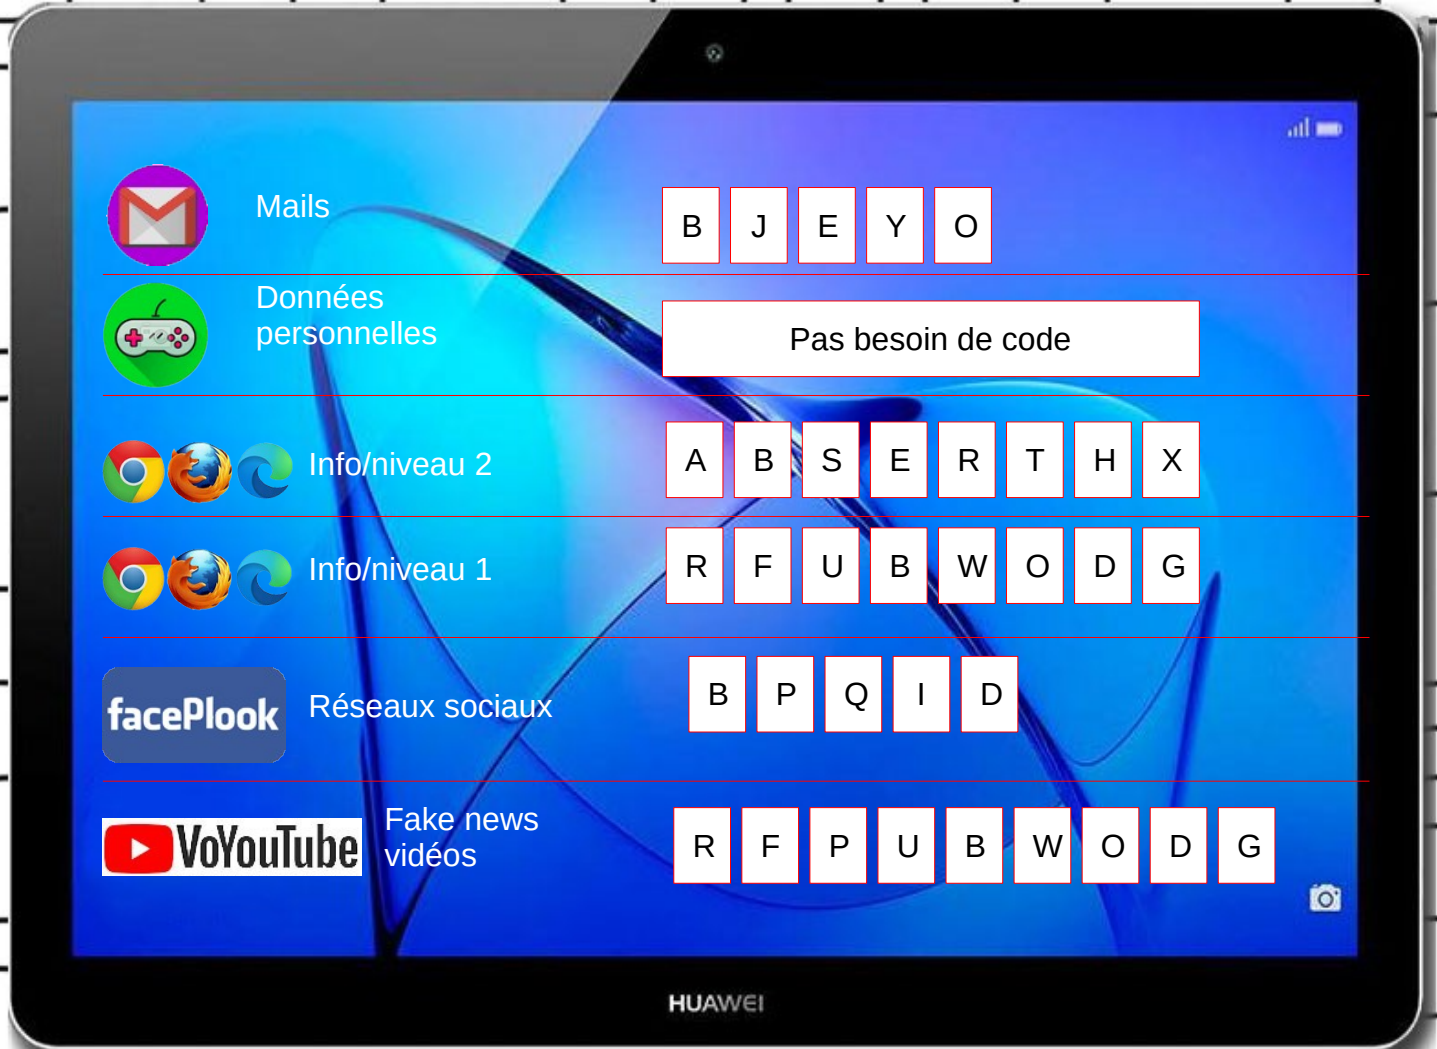 Mails
B J E Y O
Données
personnelles
Pas besoin de code
Info/niveau 2
A B S E R T H X
Info/niveau 1
R F U B W O D G
facePlook
Réseaux sociaux
B P Q I D
VoYouTube
Fake news
vidéos
R F P U B W O D G
HUAWEI